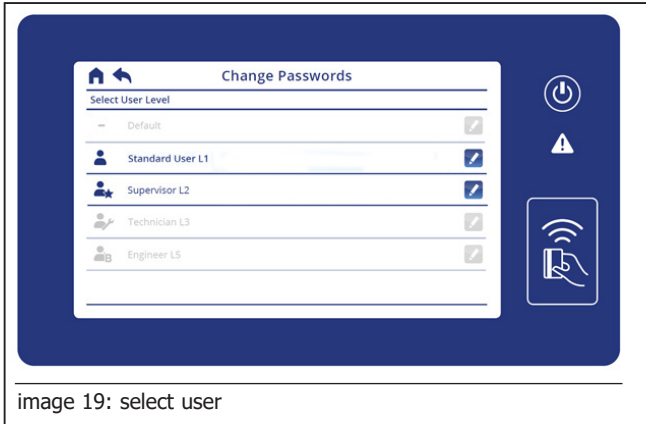 Change Passwords
Select User Level
Default
Standard User L1
Supervisor L2
Technician L3
B Engineer L5
image 19: select user